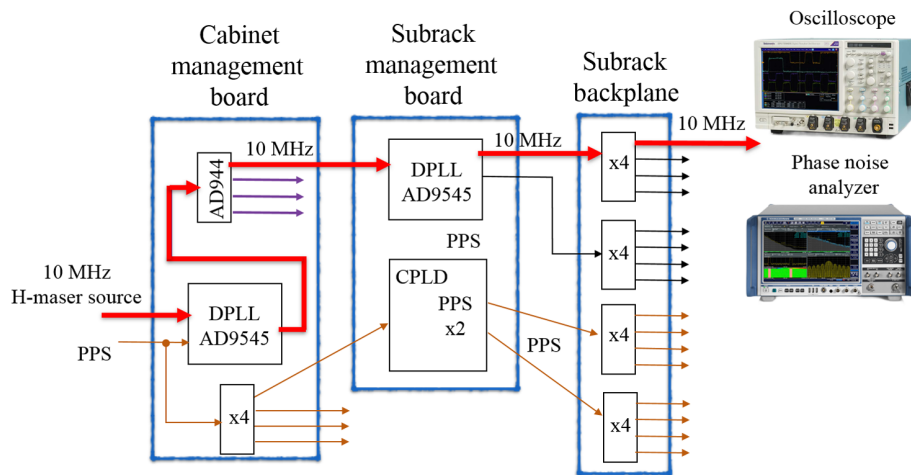 Oscilloscope
Cabinet
management
board
Subrack
management
board
Subrack
backplane
10 MHz
10 MHz
10 MHz
AD944
DPLL
AD9545
x4
Phase noise
analyzer
PPS
x4
10 MHz
H-maser source
DPLL
AD9545
CPLD
PPS
x2
PPS
x4
PPS
x4
x4